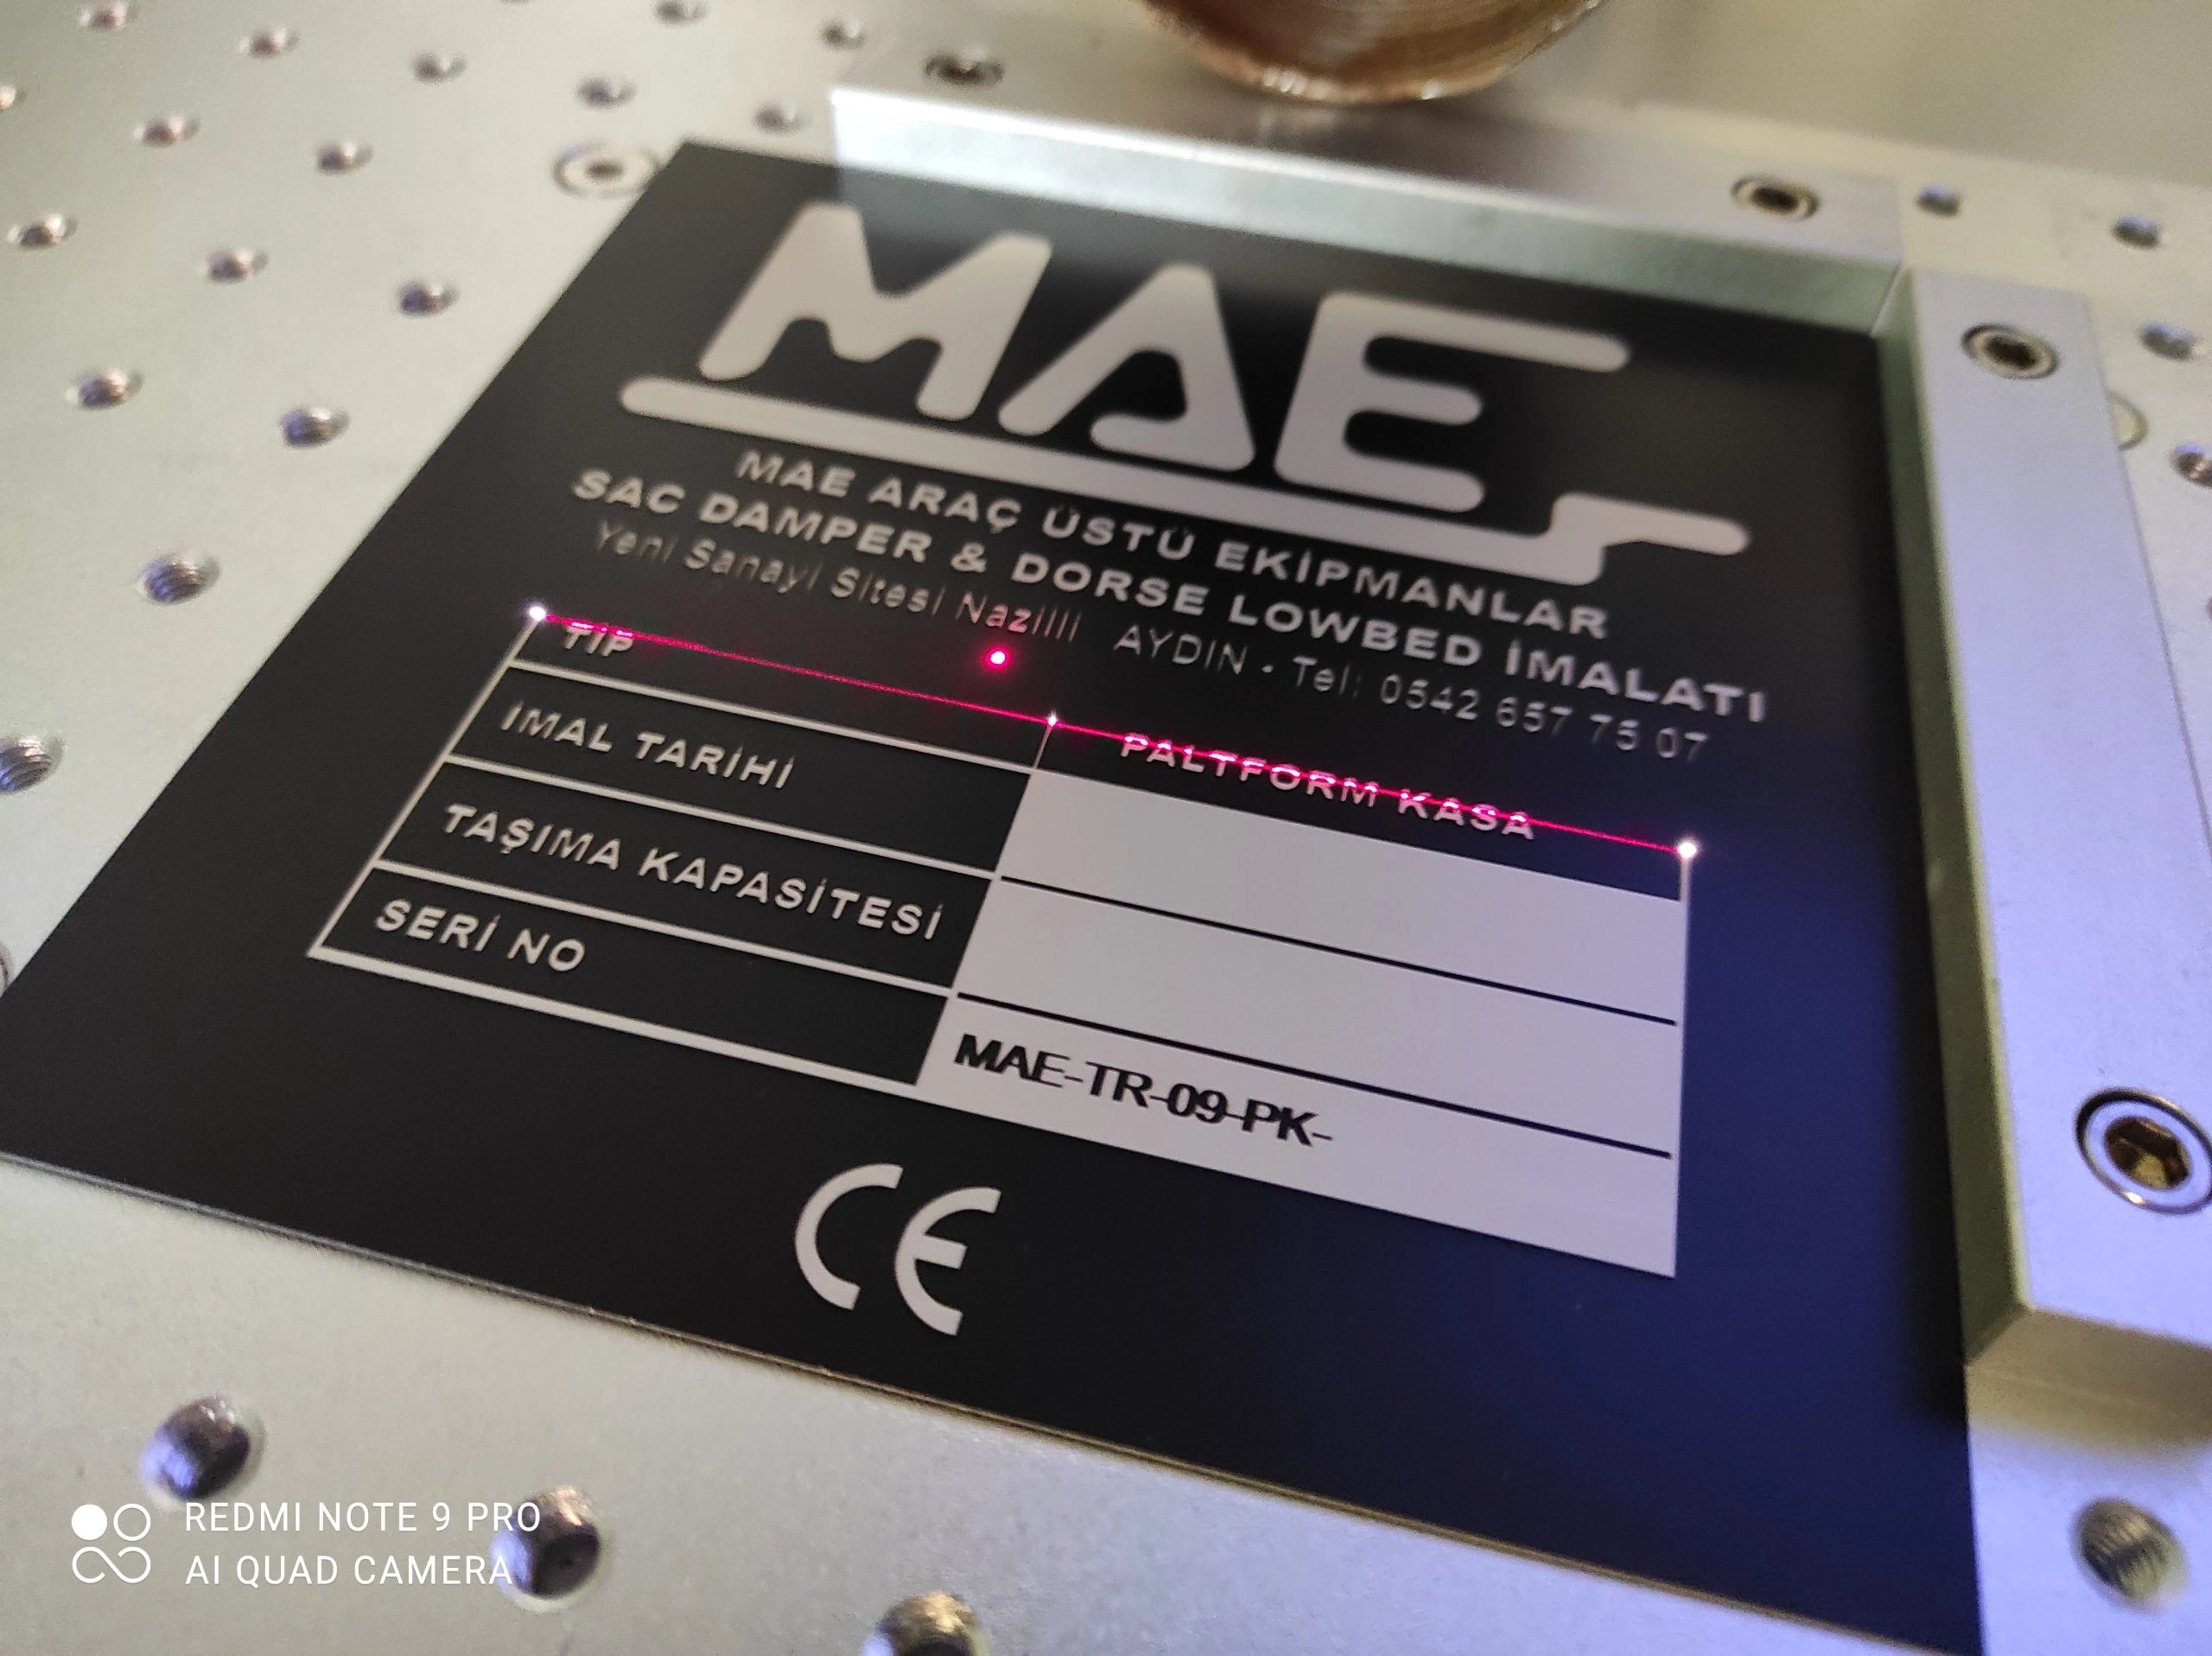 MAE
MAE ARAÇ ÜSTÜ EKİPMANLAR
SAC DAMPER & DORSE LOWBED İMALATI
Yeni Sanayi Sitesi Nazilli AYDIN - Tel: 0542 657 75 07
TİP PALTFORM KASA
İMAL TARİHİ
TAŞIMA KAPASİTESİ
SERİ NO MAE-TR-09-PK-
CE
REDMI NOTE 9 PRO
AI QUAD CAMERA